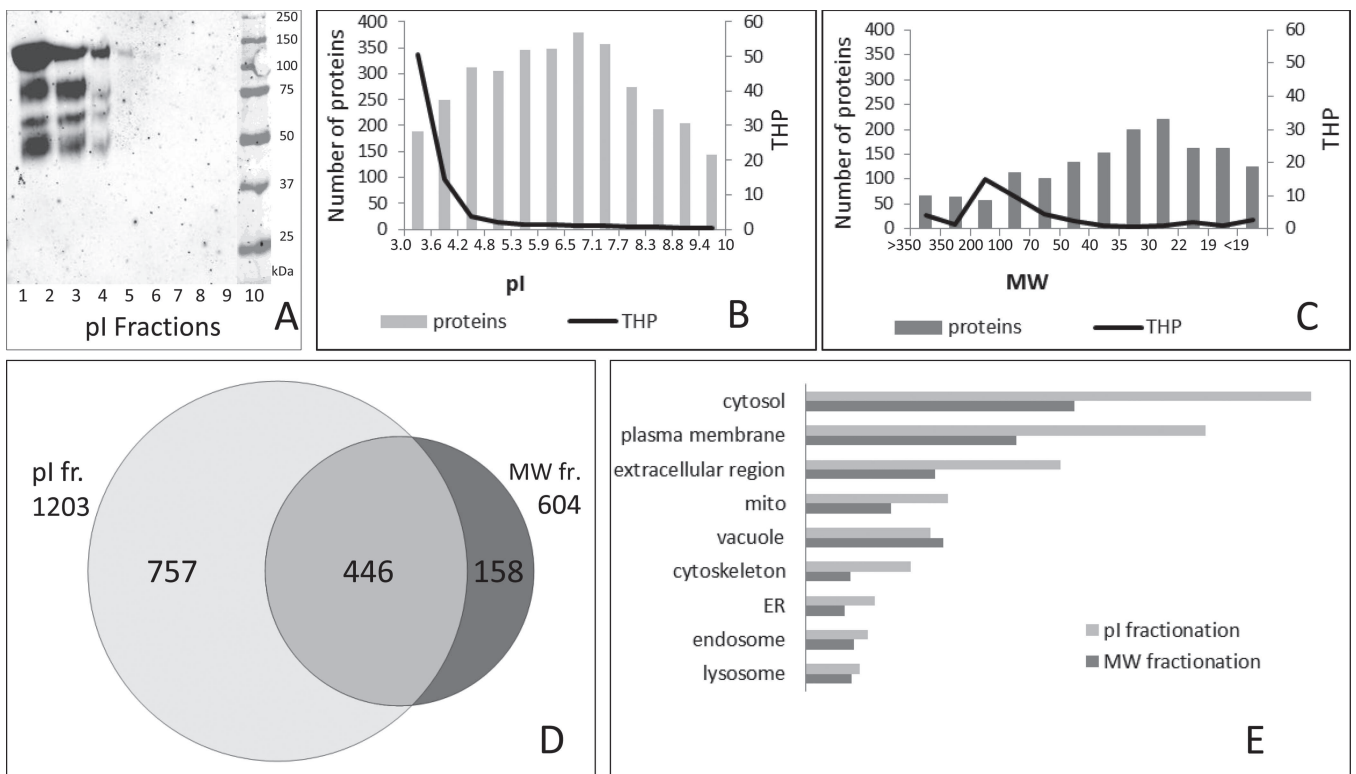 250
150
100
75
50
37
25
kDa
1 2 3 4 5 6 7 8 9 10
pI Fractions
A
Number of proteins
400
350
300
250
200
150
100
50
0
60
50
40
30
20
10
0
THP
3.0 3.6 4.2 4.8 5.3 5.9 6.5 7.1 7.7 8.3 8.8 9.4 10
pI
proteins THP
B
Number of proteins
400
350
300
250
200
150
100
50
0
60
50
40
30
20
10
0
THP
>350 350 200 100 70 50 40 35 30 22 19 <19
MW
proteins THP
C
pI fr.
1203
MW fr.
604
757 446 158
D
cytosol
plasma membrane
extracellular region
mito
vacuole
cytoskeleton
ER
endosome
lysosome
pI fractionation
MW fractionation
E